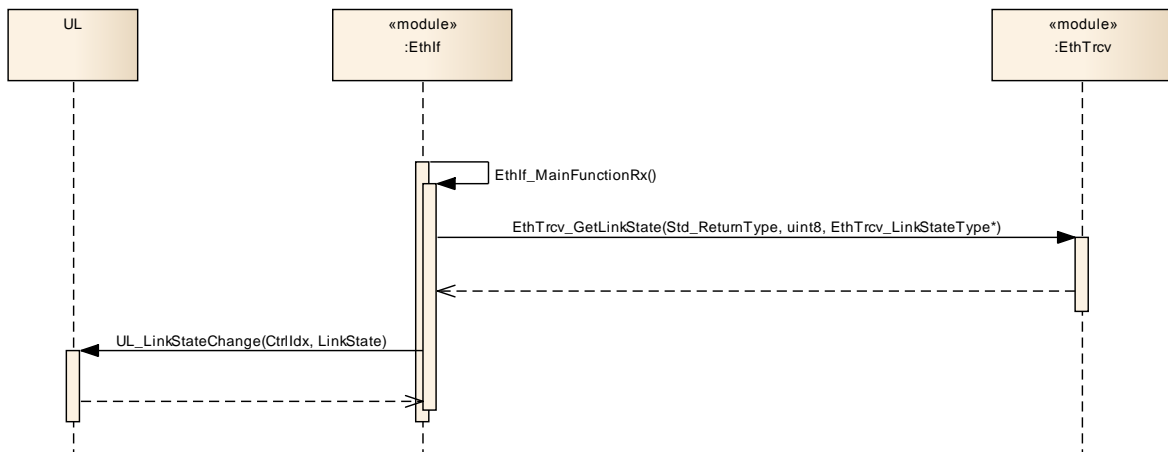 UL
«module»
:EthIf
«module»
:EthTrcv
EthIf_MainFunctionRx()
EthTrcv_GetLinkState(Std_ReturnType, uint8, EthTrcv_LinkStateType*)
UL_LinkStateChange(CtrlIdx, LinkState)